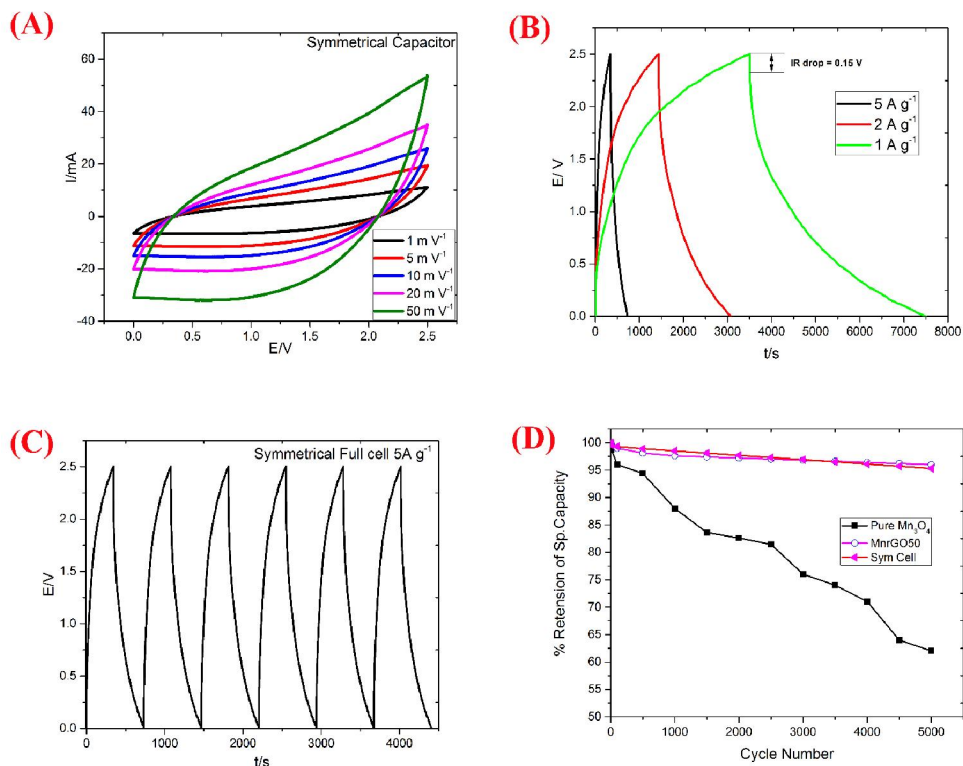 (A)
Symmetrical Capacitor
60
40
20
0
-20
-40
I/mA
0.0 0.5 1.0 1.5 2.0 2.5
E/V
1 m V⁻¹
5 m V⁻¹
10 m V⁻¹
20 m V⁻¹
50 m V⁻¹
(B)
IR drop = 0.15 V
2.5
2.0
1.5
1.0
0.5
0.0
E/ V
0 1000 2000 3000 4000 5000 6000 7000 8000
t/s
5 A g⁻¹
2 A g⁻¹
1 A g⁻¹
(C)
Symmetrical Full cell 5A g⁻¹
2.5
2.0
1.5
1.0
0.5
0.0
E/V
0 1000 2000 3000 4000
t/s
(D)
100
95
90
85
80
75
70
65
60
55
50
% Retension of Sp.Capacity
0 1000 2000 3000 4000 5000
Cycle Number
Pure Mn₃O₄
MnrGO50
Sym Cell